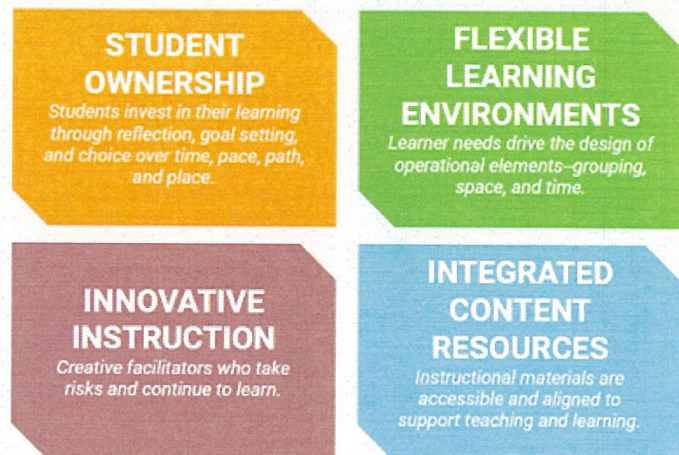 STUDENT
OWNERSHIP
Students invest in their learning
through reflection, goal setting,
and choice over time, pace, path,
and place.
FLEXIBLE
LEARNING
ENVIRONMENTS
Learner needs drive the design of
operational elements–grouping,
space, and time.
INNOVATIVE
INSTRUCTION
Creative facilitators who take
risks and continue to learn.
INTEGRATED
CONTENT
RESOURCES
Instructional materials are
accessible and aligned to
support teaching and learning.